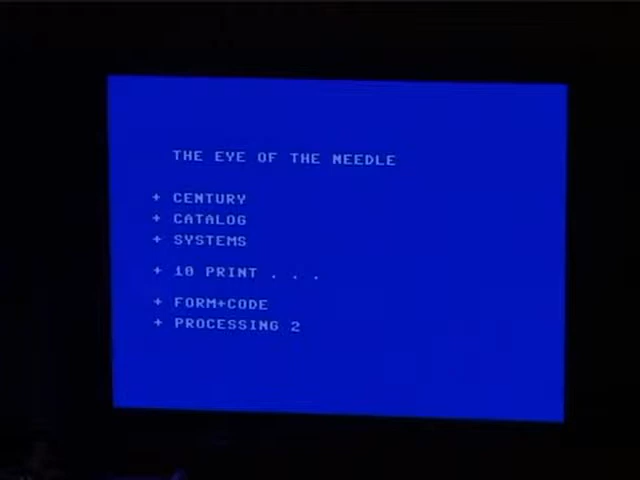 THE EYE OF THE NEEDLE
+ CENTURY
+ CATALOG
+ SYSTEMS
+ 10 PRINT . . .
+ FORM+CODE
+ PROCESSING 2